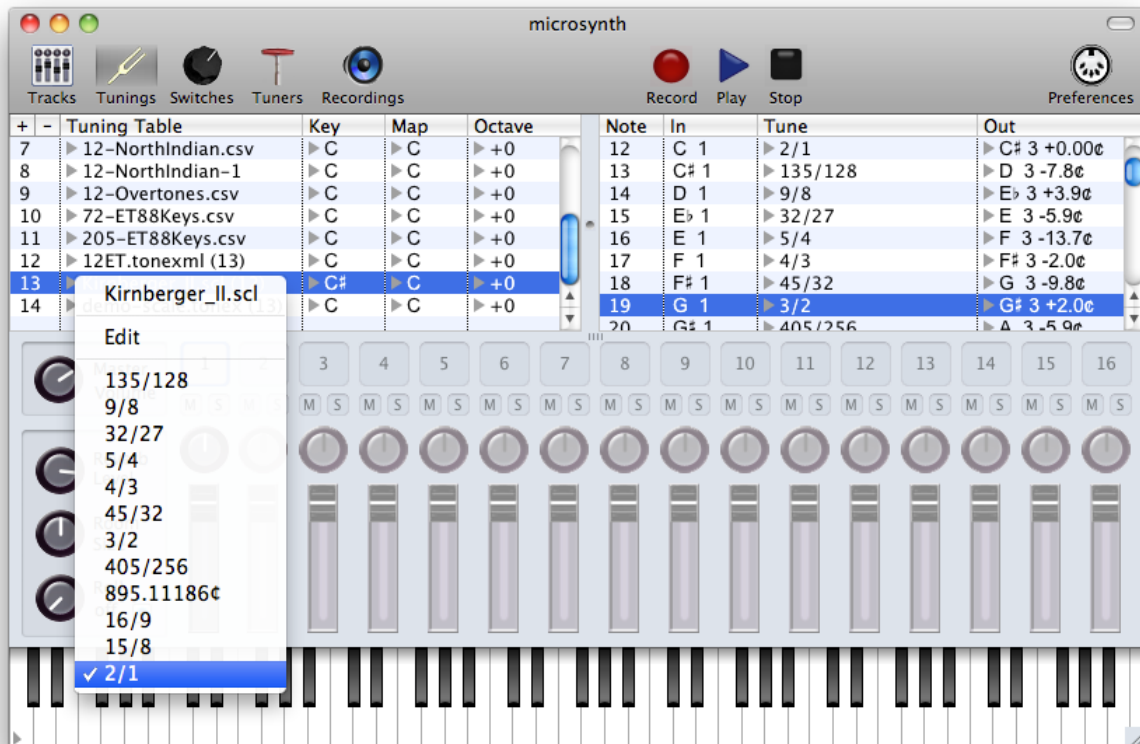 microsynth
Tracks Tunings Switches Tuners Recordings Record Play Stop Preferences
+ - Tuning Table Key Map Octave
7 12-NorthIndian.csv C C +0
8 12-NorthIndian-1 C C +0
9 12-Overtones.csv C C +0
10 72-ET88Keys.csv C C +0
11 205-ET88Keys.csv C C +0
12 12ET.tonexml (13) C C +0
13 C♯ C +0
14 C C +0
Note In Tune Out
12 C 1 2/1 C♯ 3 +0.00¢
13 C♯ 1 135/128 D 3 -7.8¢
14 D 1 9/8 E♭ 3 +3.9¢
15 E♭ 1 32/27 E 3 -5.9¢
16 E 1 5/4 F 3 -13.7¢
17 F 1 4/3 F♯ 3 -2.0¢
18 F♯ 1 45/32 G 3 -9.8¢
19 G 1 3/2 G♯ 3 +2.0¢
20 G♯ 1 405/256 A 3 -5.9¢
Kirnberger_II.scl
Edit
135/128
9/8
32/27
5/4
4/3
45/32
3/2
405/256
895.11186¢
16/9
15/8
✓ 2/1
1 2 3 4 5 6 7 8 9 10 11 12 13 14 15 16
M S M S M S M S M S M S M S M S M S M S M S M S M S M S M S M S